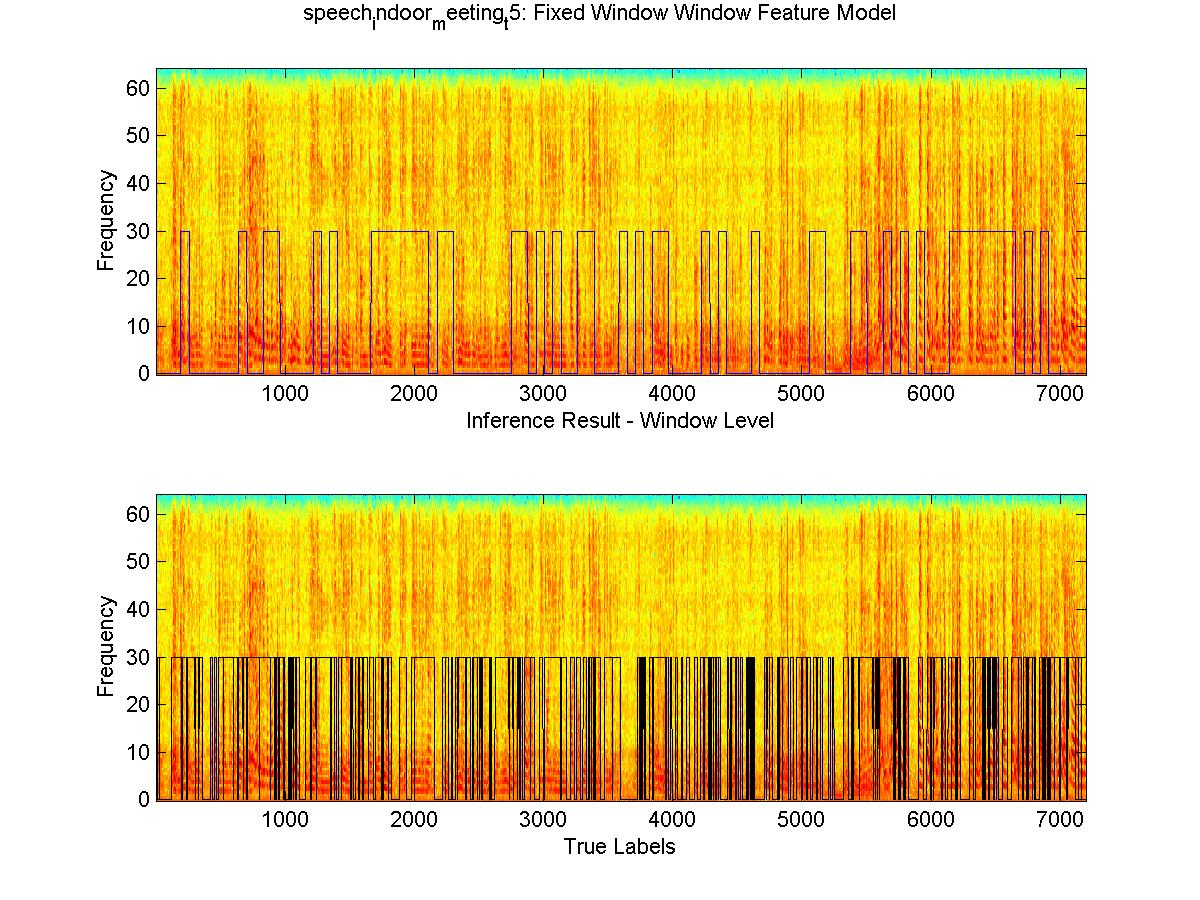 speechindoormeetingt5: Fixed Window Window Feature Model
60
50
40
30
20
10
0
Frequency
1000 2000 3000 4000 5000 6000 7000
Inference Result - Window Level
60
50
40
30
20
10
0
Frequency
1000 2000 3000 4000 5000 6000 7000
True Labels